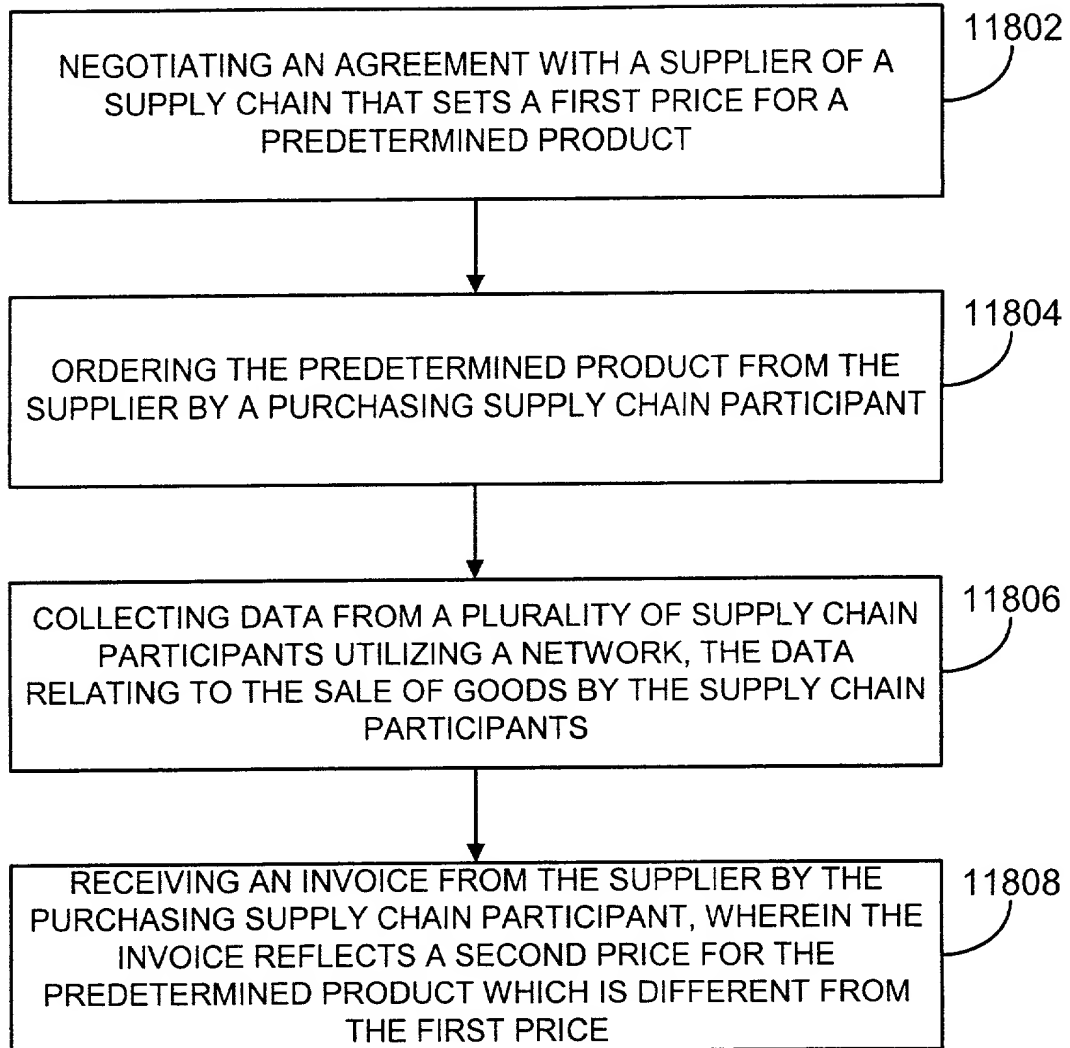 11802
NEGOTIATING AN AGREEMENT WITH A SUPPLIER OF A
SUPPLY CHAIN THAT SETS A FIRST PRICE FOR A
PREDETERMINED PRODUCT
11804
ORDERING THE PREDETERMINED PRODUCT FROM THE
SUPPLIER BY A PURCHASING SUPPLY CHAIN PARTICIPANT
11806
COLLECTING DATA FROM A PLURALITY OF SUPPLY CHAIN
PARTICIPANTS UTILIZING A NETWORK, THE DATA
RELATING TO THE SALE OF GOODS BY THE SUPPLY CHAIN
PARTICIPANTS
11808
RECEIVING AN INVOICE FROM THE SUPPLIER BY THE
PURCHASING SUPPLY CHAIN PARTICIPANT, WHEREIN THE
INVOICE REFLECTS A SECOND PRICE FOR THE
PREDETERMINED PRODUCT WHICH IS DIFFERENT FROM
THE FIRST PRICE